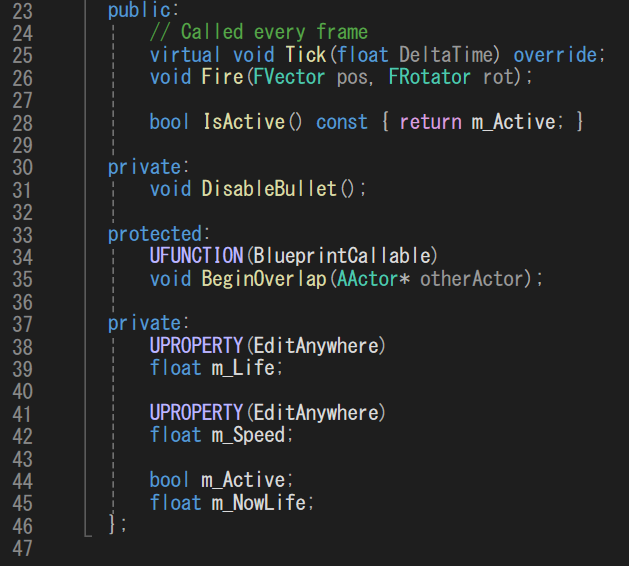 23 public:
24 // Called every frame
25 virtual void Tick(float DeltaTime) override;
26 void Fire(FVector pos, FRotator rot);
27
28 bool IsActive() const { return m_Active; }
29
30 private:
31 void DisableBullet();
32
33 protected:
34 UFUNCTION(BlueprintCallable)
35 void BeginOverlap(AActor* otherActor);
36
37 private:
38 UPROPERTY(EditAnywhere)
39 float m_Life;
40
41 UPROPERTY(EditAnywhere)
42 float m_Speed;
43
44 bool m_Active;
45 float m_NowLife;
46 };
47